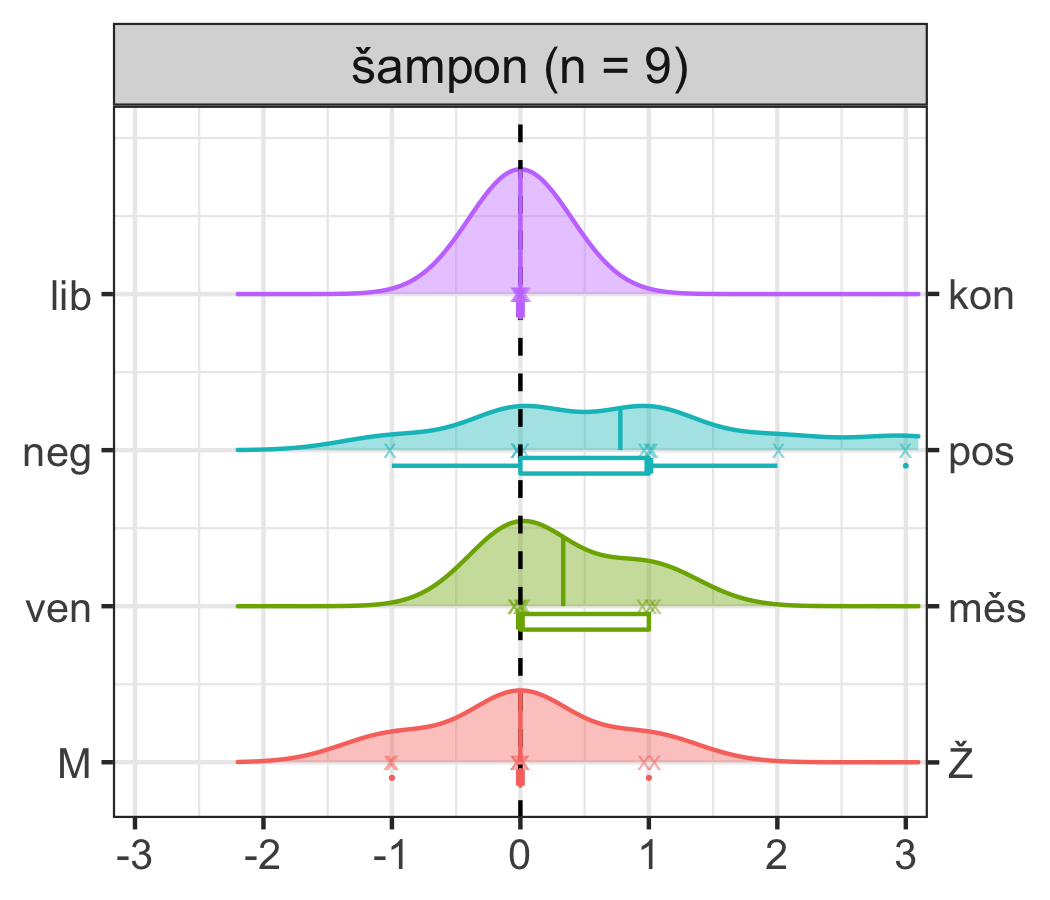 šampon (n = 9)
lib kon
neg pos
ven měs
M Ž
-3 -2 -1 0 1 2 3